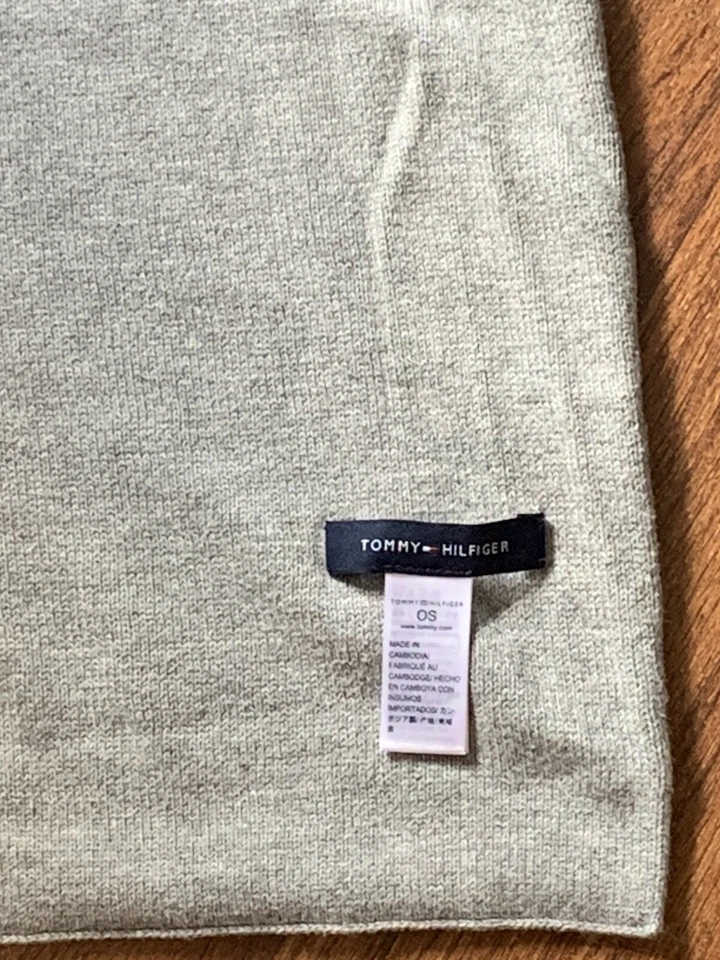 TOMMY HILFIGER
TOMMY HILFIGER
OS
www.tommy.com
MADE IN
CAMBODIA/
FABRIQUÉ AU
CAMBODGE/ HECHO
EN CAMBOYA CON
INSUMOS
IMPORTADOS/ カン
ボジア製/ 产地/ 柬埔
寨